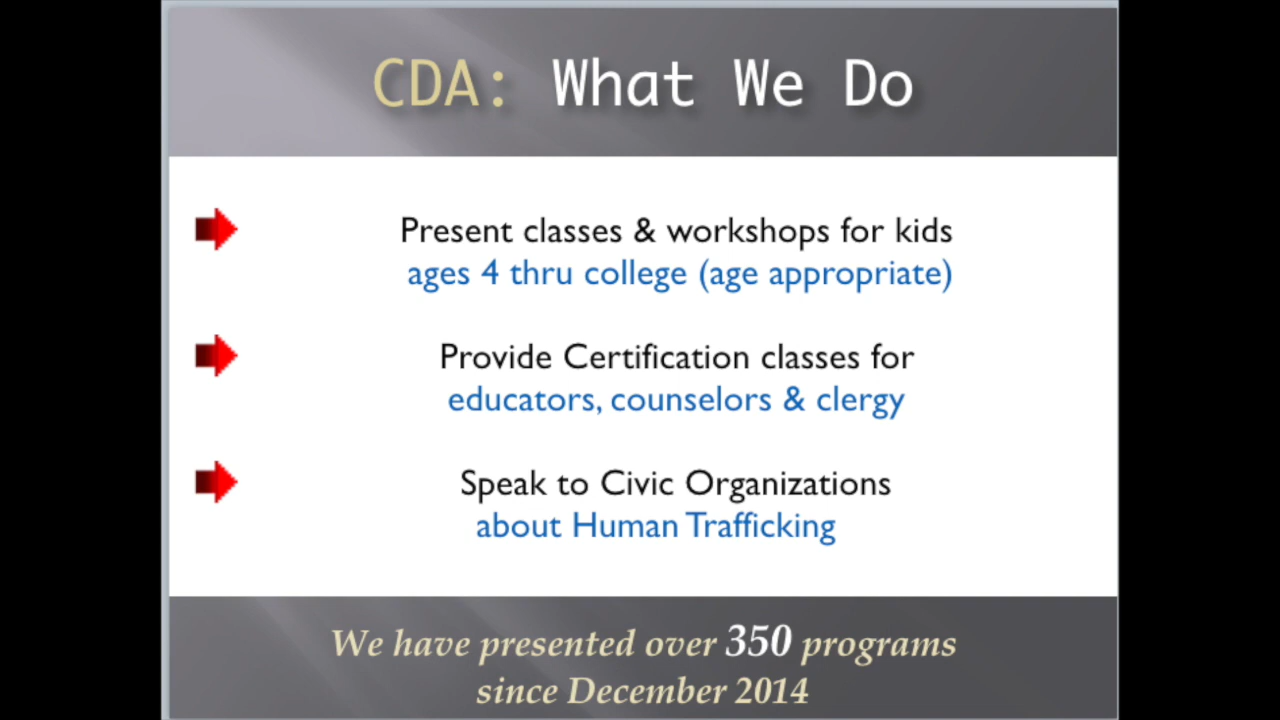 CDA: What We Do
Present classes & workshops for kids
ages 4 thru college (age appropriate)
Provide Certification classes for
educators, counselors & clergy
Speak to Civic Organizations
about Human Trafficking
We have presented over 350 programs
since December 2014